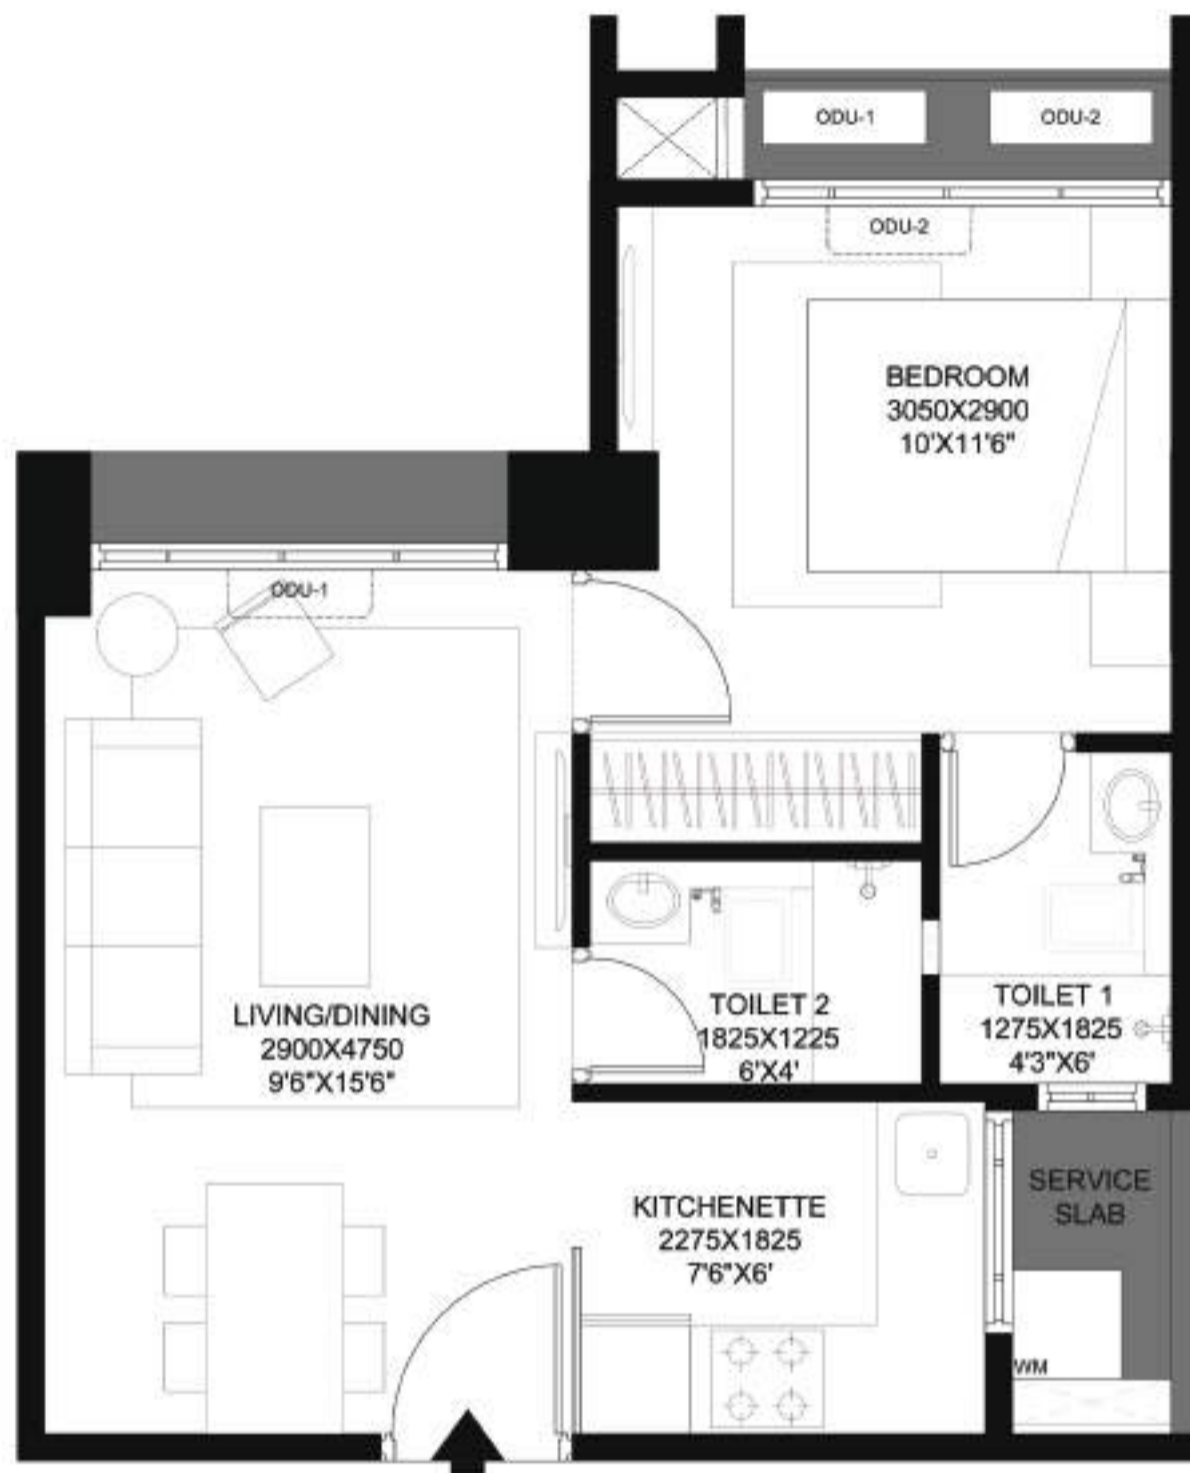 ODU-1
ODU-2
ODU-2
BEDROOM
3050X2900
10'X11'6"
ODU-1
LIVING/DINING
2900X4750
9'6"X15'6"
TOILET 2
1825X1225
6'X4'
TOILET 1
1275X1825
4'3"X6'
KITCHENETTE
2275X1825
7'6"X6'
SERVICE
SLAB
WM